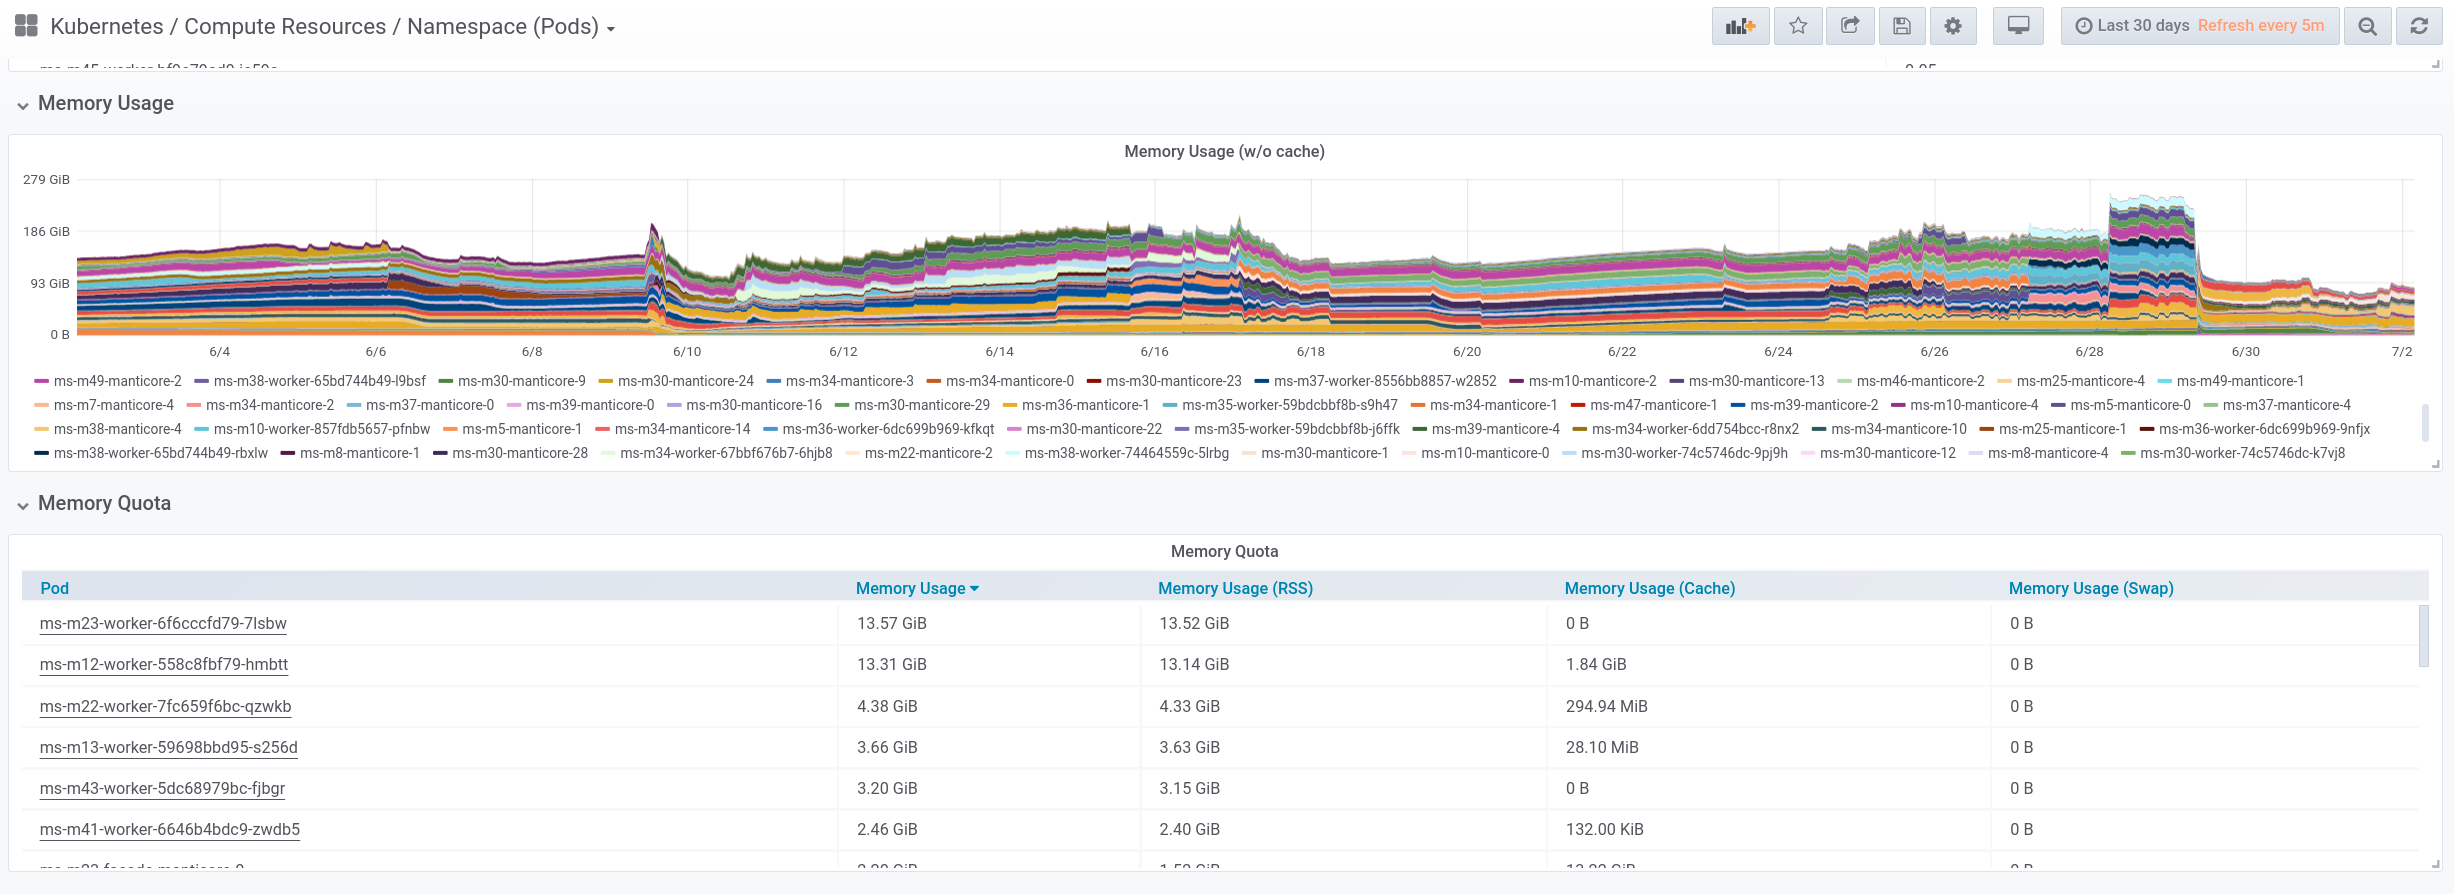 Kubernetes / Compute Resources / Namespace (Pods)
Last 30 days Refresh every 5m
Memory Usage
Memory Usage (w/o cache)
279 GiB
186 GiB
93 GiB
0 B
6/4 6/6 6/8 6/10 6/12 6/14 6/16 6/18 6/20 6/22 6/24 6/26 6/28 6/30 7/2
ms-m49-manticore-2 ms-m38-worker-65bd744b49-l9bsf ms-m30-manticore-9 ms-m30-manticore-24 ms-m34-manticore-3 ms-m34-manticore-0 ms-m30-manticore-23 ms-m37-worker-8556bb8857-w2852 ms-m10-manticore-2 ms-m30-manticore-13 ms-m46-manticore-2 ms-m25-manticore-4 ms-m49-manticore-1
ms-m7-manticore-4 ms-m34-manticore-2 ms-m37-manticore-0 ms-m39-manticore-0 ms-m30-manticore-16 ms-m30-manticore-29 ms-m36-manticore-1 ms-m35-worker-59bdcbbf8b-s9h47 ms-m34-manticore-1 ms-m47-manticore-1 ms-m39-manticore-2 ms-m10-manticore-4 ms-m5-manticore-0 ms-m37-manticore-4
ms-m38-manticore-4 ms-m10-worker-857fdb5657-pfnbw ms-m5-manticore-1 ms-m34-manticore-14 ms-m36-worker-6dc699b969-kfkqt ms-m30-manticore-22 ms-m35-worker-59bdcbbf8b-j6ffk ms-m39-manticore-4 ms-m34-worker-6dd754bcc-r8nx2 ms-m34-manticore-10 ms-m25-manticore-1 ms-m36-worker-6dc699b969-9nfjx
ms-m38-worker-65bd744b49-rbxlw ms-m8-manticore-1 ms-m30-manticore-28 ms-m34-worker-67bbf676b7-6hjb8 ms-m22-manticore-2 ms-m38-worker-74464559c-5lrbg ms-m30-manticore-1 ms-m10-manticore-0 ms-m30-worker-74c5746dc-9pj9h ms-m30-manticore-12 ms-m8-manticore-4 ms-m30-worker-74c5746dc-k7vj8
Memory Quota
Memory Quota
Pod Memory Usage Memory Usage (RSS) Memory Usage (Cache) Memory Usage (Swap)
ms-m23-worker-6f6cccfd79-7lsbw 13.57 GiB 13.52 GiB 0 B 0 B
ms-m12-worker-558c8fbf79-hmbtt 13.31 GiB 13.14 GiB 1.84 GiB 0 B
ms-m22-worker-7fc659f6bc-qzwkb 4.38 GiB 4.33 GiB 294.94 MiB 0 B
ms-m13-worker-59698bbd95-s256d 3.66 GiB 3.63 GiB 28.10 MiB 0 B
ms-m43-worker-5dc68979bc-fjbgr 3.20 GiB 3.15 GiB 0 B 0 B
ms-m41-worker-6646b4bdc9-zwdb5 2.46 GiB 2.40 GiB 132.00 KiB 0 B